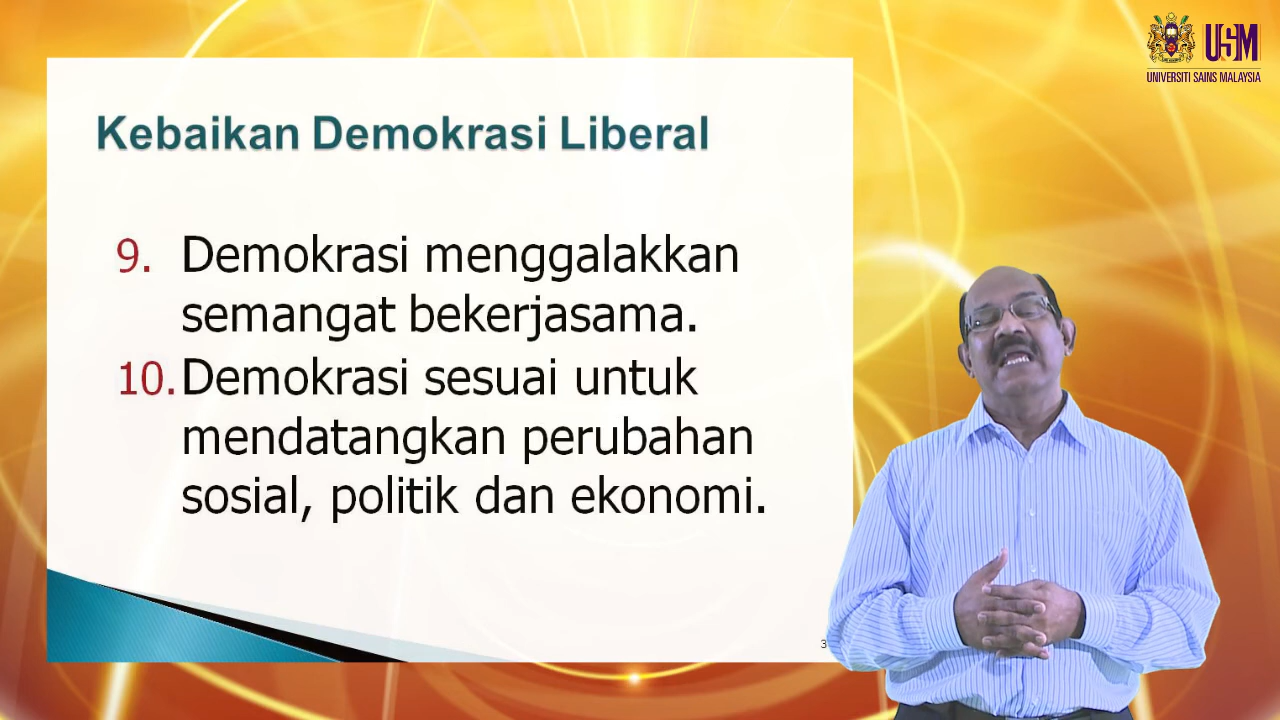 USM
UNIVERSITI SAINS MALAYSIA
Kebaikan Demokrasi Liberal
9. Demokrasi menggalakkan
semangat bekerjasama.
10. Demokrasi sesuai untuk
mendatangkan perubahan
sosial, politik dan ekonomi.
3